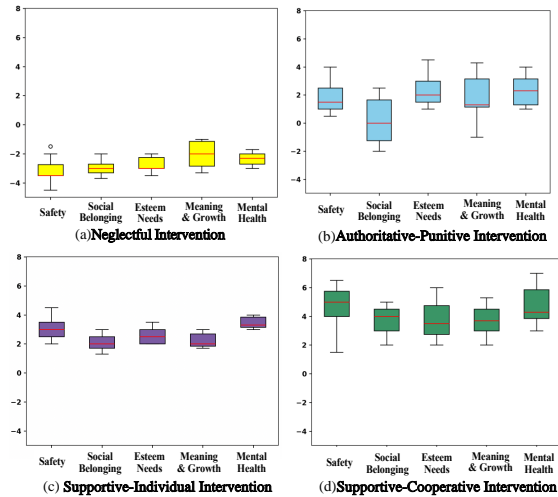 8
6
4
2
0
−2
−4
Safety
Social
Belonging
Esteem
Needs
Meaning
& Growth
Mental
Health
(a)Neglectful Intervention
8
6
4
2
0
−2
−4
Safety
Social
Belonging
Esteem
Needs
Meaning
& Growth
Mental
Health
(b)Authoritative-Punitive Intervention
8
6
4
2
0
−2
−4
Safety
Social
Belonging
Esteem
Needs
Meaning
& Growth
Mental
Health
(c) Supportive-Individual Intervention
8
6
4
2
0
−2
−4
Safety
Social
Belonging
Esteem
Needs
Meaning
& Growth
Mental
Health
(d)Supportive-Cooperative Intervention